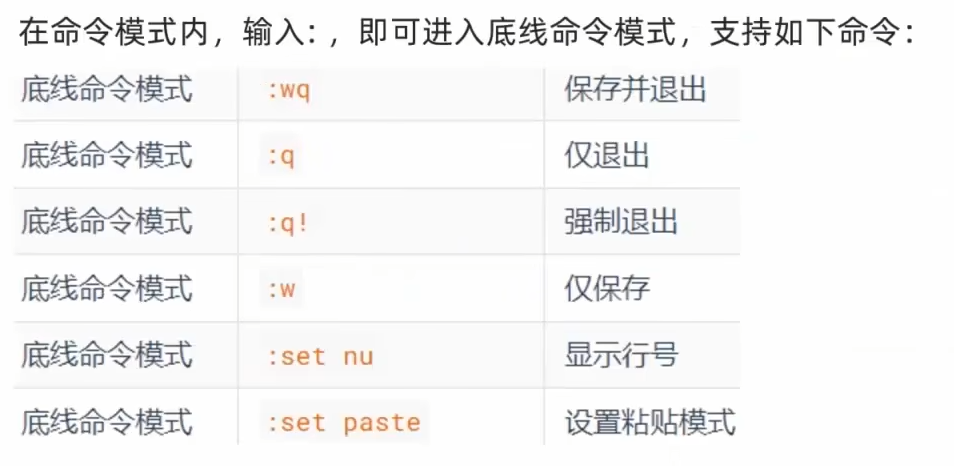 在命令模式内，输入:，即可进入底线命令模式，支持如下命令：
底线命令模式 :wq 保存并退出
底线命令模式 :q 仅退出
底线命令模式 :q! 强制退出
底线命令模式 :w 仅保存
底线命令模式 :set nu 显示行号
底线命令模式 :set paste 设置粘贴模式